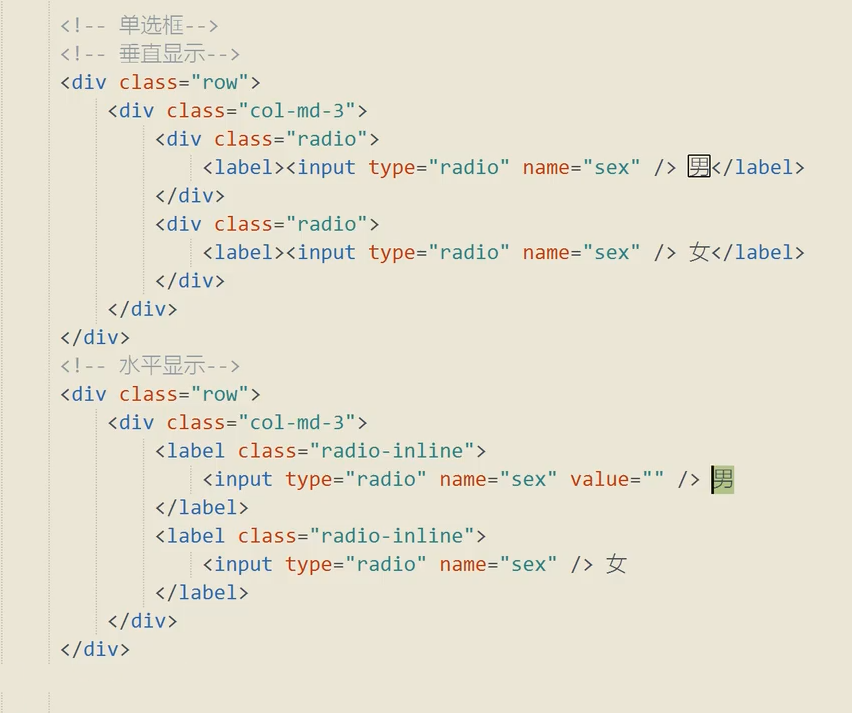 <!-- 单选框-->
<!-- 垂直显示-->
<div class="row">
    <div class="col-md-3">
        <div class="radio">
            <label><input type="radio" name="sex" /> 男</label>
        </div>
        <div class="radio">
            <label><input type="radio" name="sex" /> 女</label>
        </div>
    </div>
</div>
<!-- 水平显示-->
<div class="row">
    <div class="col-md-3">
        <label class="radio-inline">
            <input type="radio" name="sex" value="" /> 男
        </label>
        <label class="radio-inline">
            <input type="radio" name="sex" /> 女
        </label>
    </div>
</div>